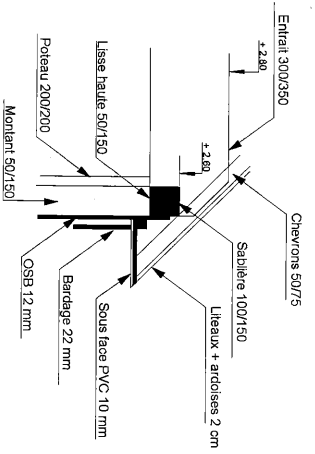 Entrait 300/350
+ 2.80
Chevrons 50/75
Lisse haute 50/150
+ 2.60
Sablière 100/150
Poteau 200/200
Liteaux + ardoises 2 cm
Montant 50/150
Sous face PVC 10 mm
Bardage 22 mm
OSB 12 mm